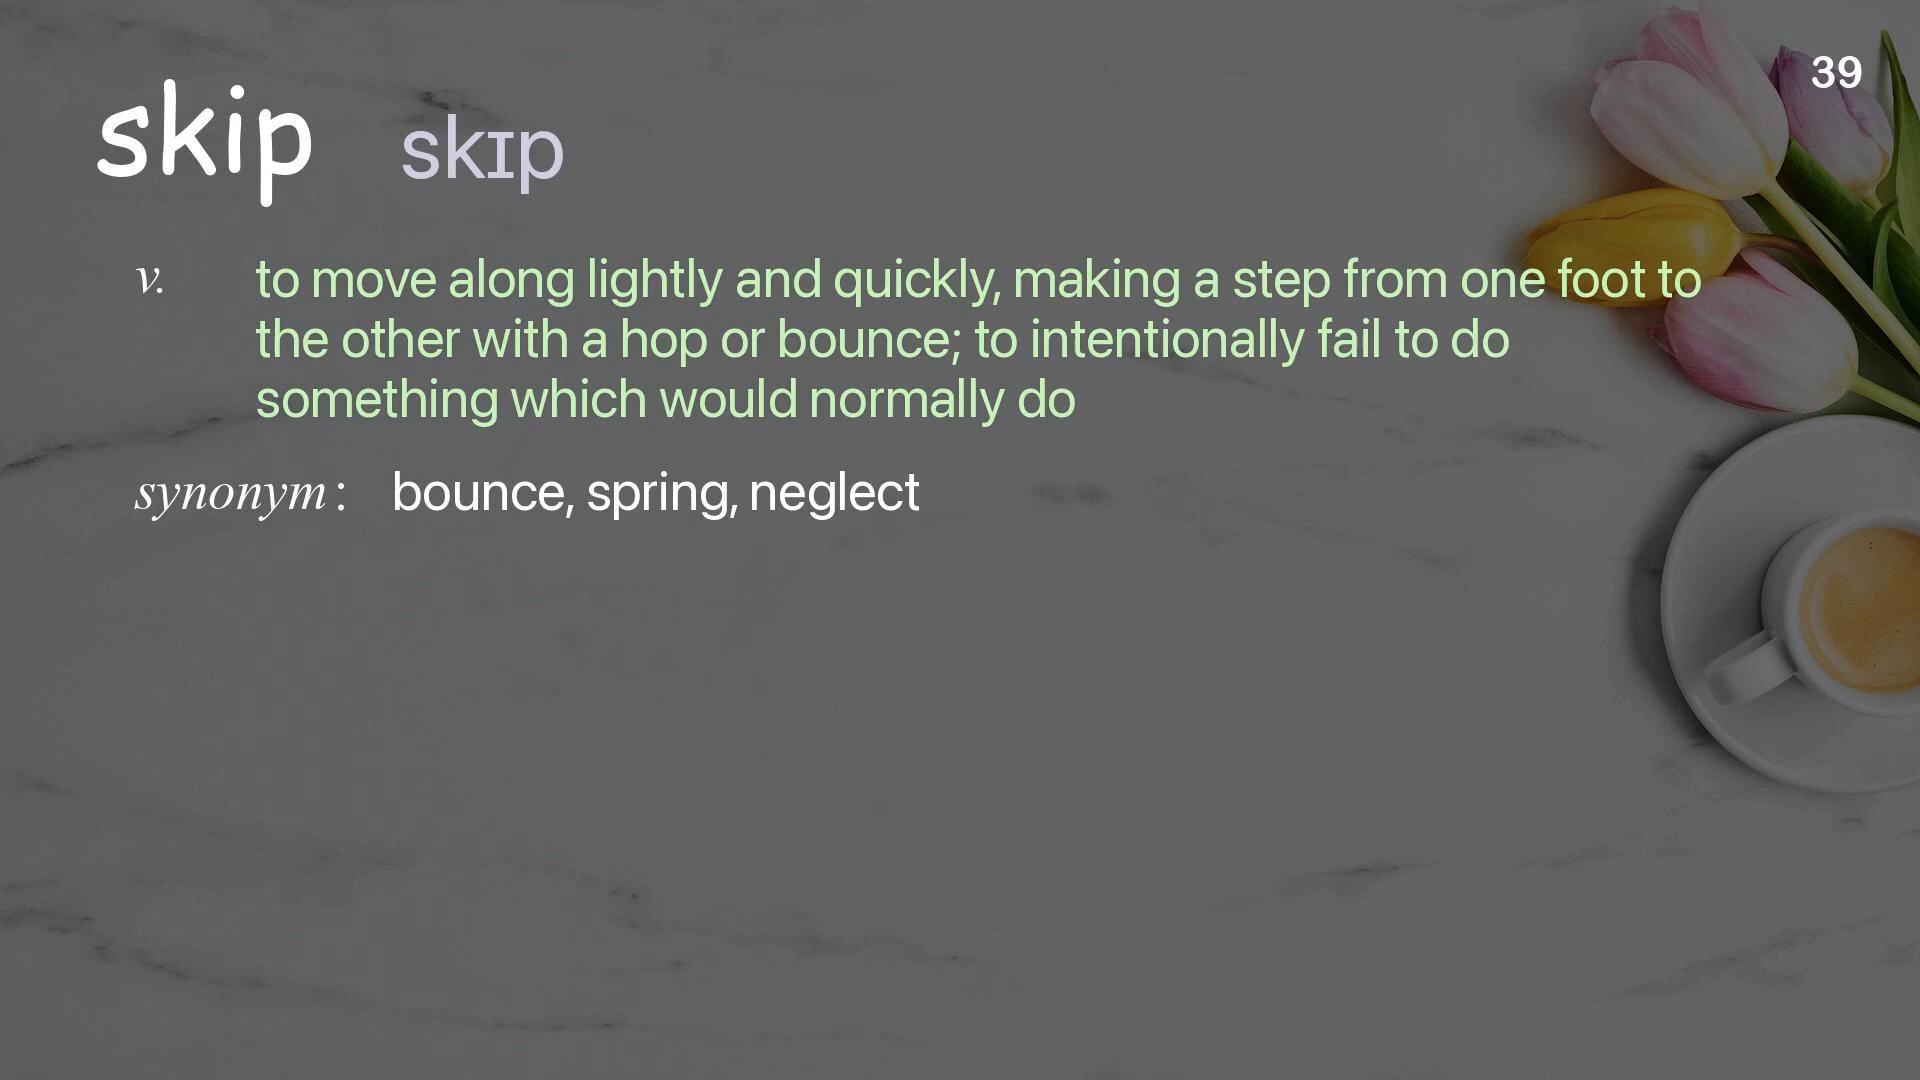 39
skip skɪp
v. to move along lightly and quickly, making a step from one foot to
the other with a hop or bounce; to intentionally fail to do
something which would normally do
synonym : bounce, spring, neglect